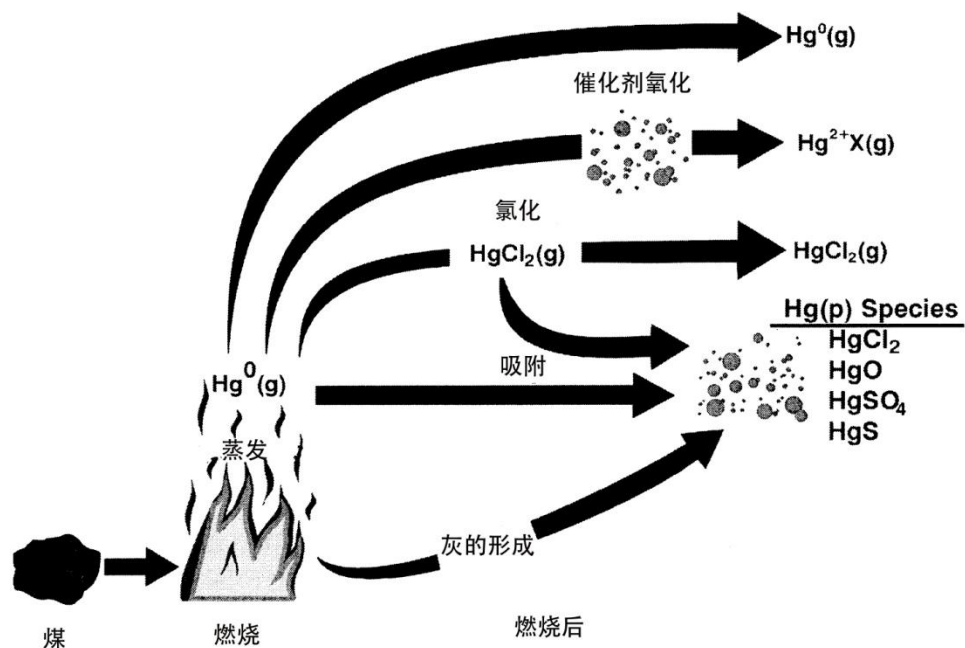 Hg⁰(g)
催化剂氧化
Hg²⁺X(g)
氯化
HgCl₂(g)
HgCl₂(g)
Hg(p) Species
HgCl₂
HgO
HgSO₄
HgS
吸附
Hg⁰(g)
蒸发
灰的形成
煤
燃烧
燃烧后